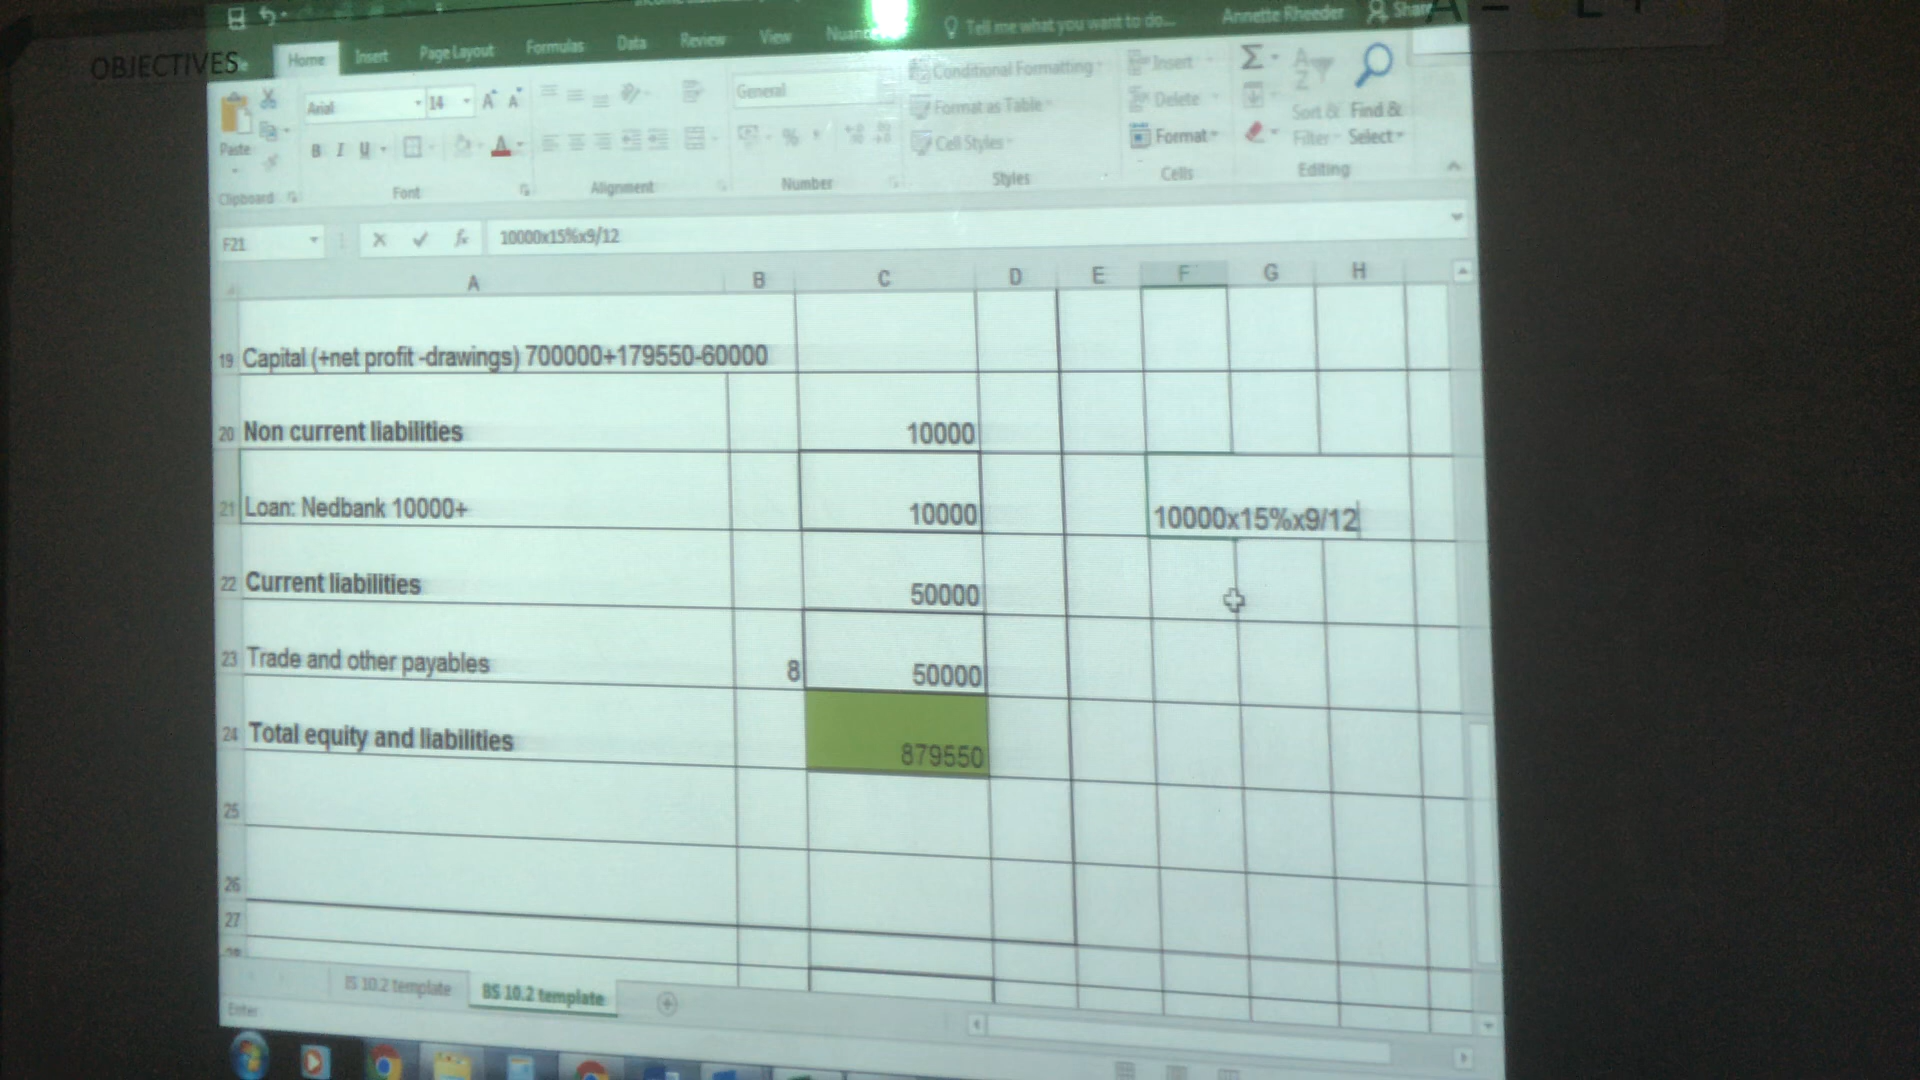 OBJECTIVES
Tell me what you want to do...
Annette Rheeder
Share
Home Insert Page Layout Formulas Data Review View
Arial 14
General
Conditional Formatting
Format as Table
Cell Styles
Insert
Delete
Format
Sort & Filter
Find & Select
Paste
Clipboard Font Alignment Number Styles Cells Editing
F21 fx 10000x15%x9/12
A B C D E F G H
19 Capital (+net profit -drawings) 700000+179550-60000
20 Non current liabilities 10000
21 Loan: Nedbank 10000+ 10000 10000x15%x9/12
22 Current liabilities 50000
23 Trade and other payables 8 50000
24 Total equity and liabilities 879550
25
26
27
IS 10.2 template BS 10.2 template
Enter